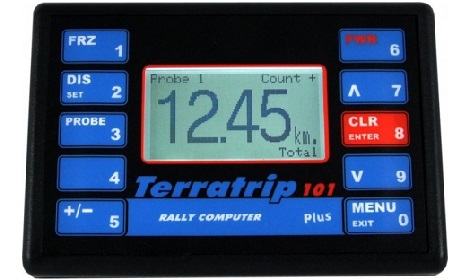 FRZ 1
DIS SET 2
PROBE 3
4
+/− 5
Probe 1 Count +
12.45 km.
Total
PWR 6
Λ 7
CLR ENTER 8
V 9
MENU EXIT 0
Terratrip 101
RALLY COMPUTER Plus